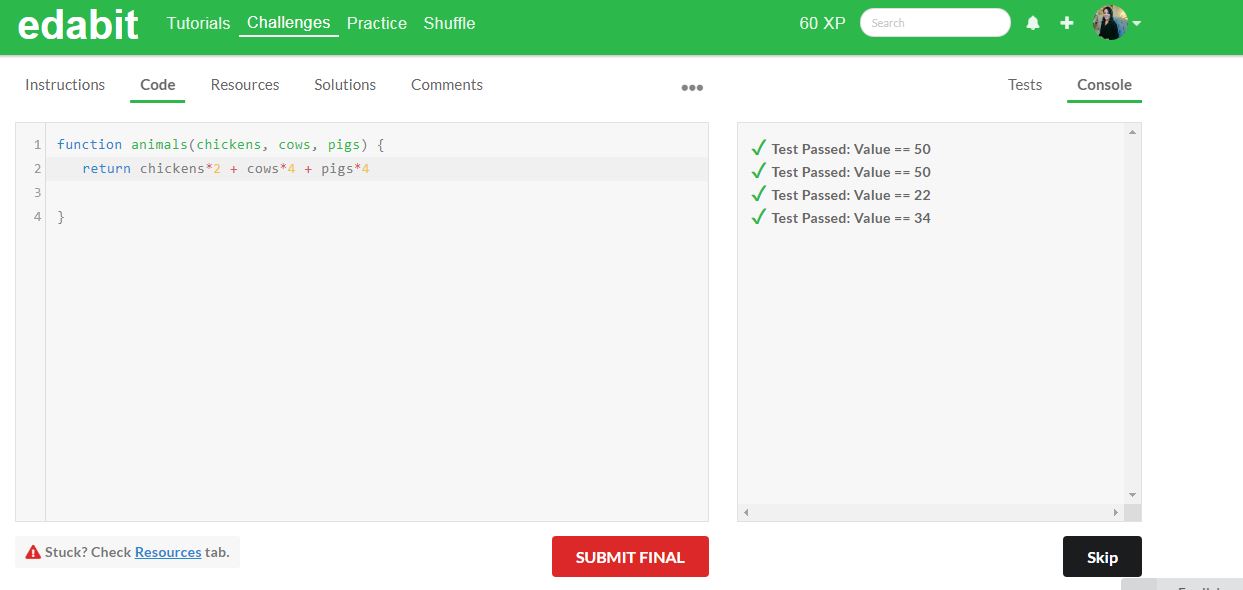 edabit Tutorials Challenges Practice Shuffle 60 XP Search
Instructions Code Resources Solutions Comments Tests Console
1 function animals(chickens, cows, pigs) {
2 return chickens*2 + cows*4 + pigs*4
3
4 }
✓ Test Passed: Value == 50
✓ Test Passed: Value == 50
✓ Test Passed: Value == 22
✓ Test Passed: Value == 34
Stuck? Check Resources tab.
SUBMIT FINAL
Skip